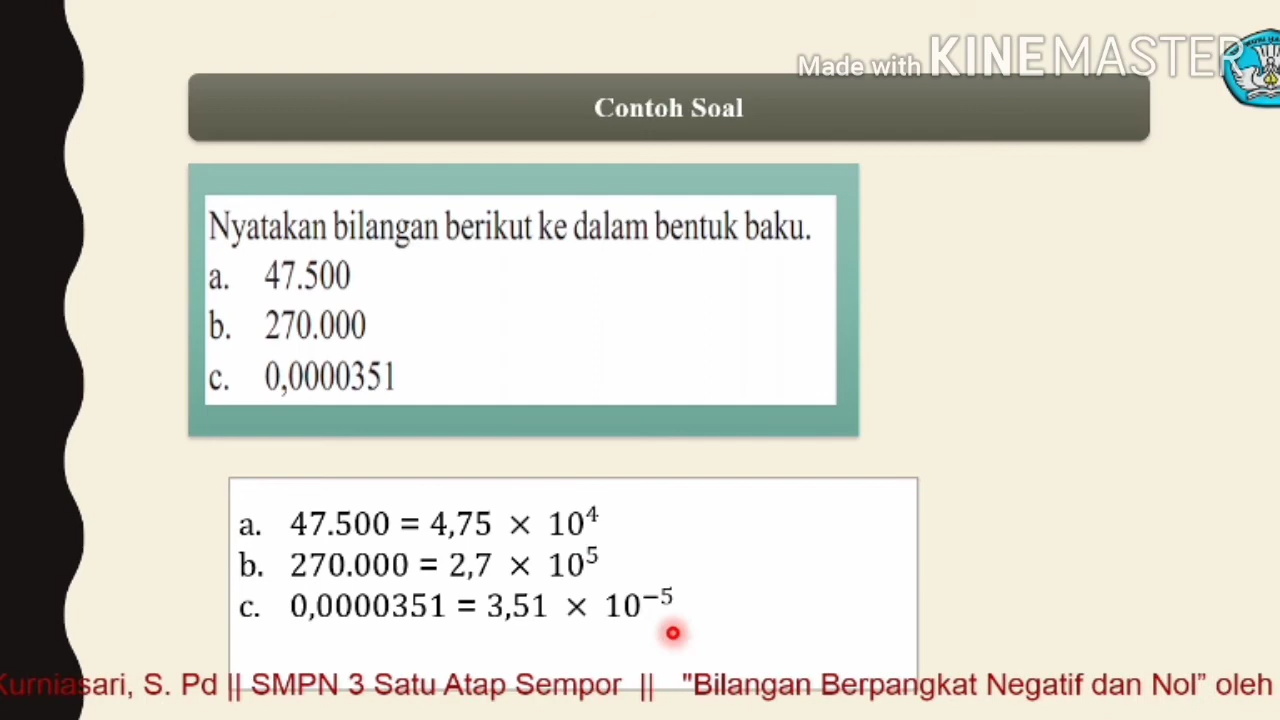 Made with KINEMASTER
Contoh Soal
Nyatakan bilangan berikut ke dalam bentuk baku.
a. 47.500
b. 270.000
c. 0,0000351
a. 47.500 = 4,75 × 10⁴
b. 270.000 = 2,7 × 10⁵
c. 0,0000351 = 3,51 × 10⁻⁵
Kurniasari, S. Pd || SMPN 3 Satu Atap Sempor || "Bilangan Berpangkat Negatif dan Nol” oleh